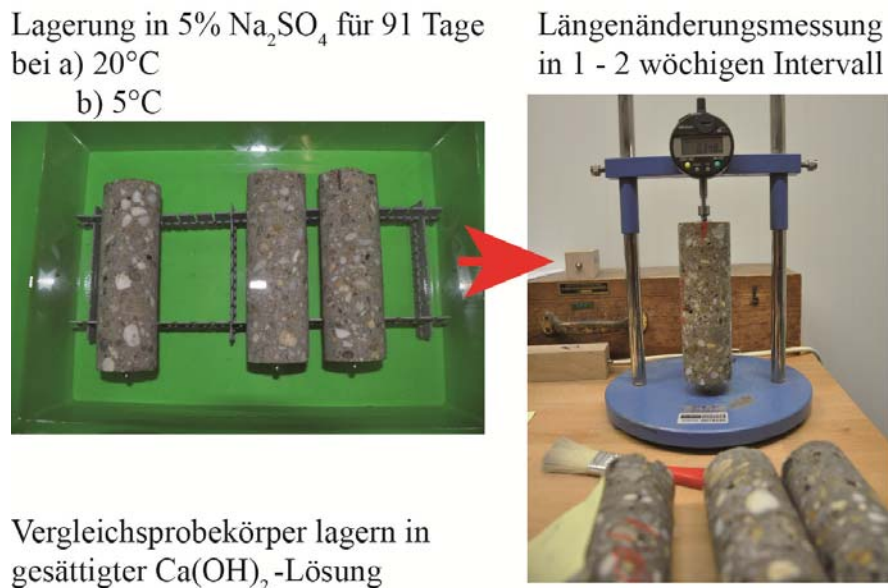 Lagerung in 5% Na₂SO₄ für 91 Tage
bei a) 20°C
b) 5°C
Längenänderungsmessung
in 1 - 2 wöchigen Intervall
Vergleichsprobekörper lagern in
gesättigter Ca(OH)₂-Lösung